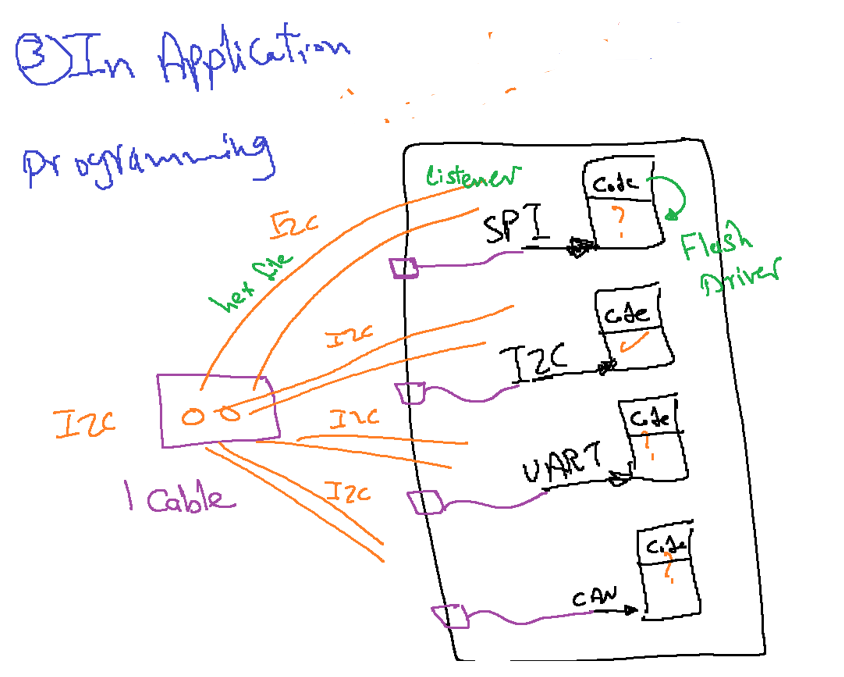 ③ In Application
Programming
Listener
Code
?
I2C
SPI
Flash
Driver
hex file
I2C
Code
✓
I2C
I2C
I2C
Code
?
UART
I2C
1 Cable
Code
?
CAN